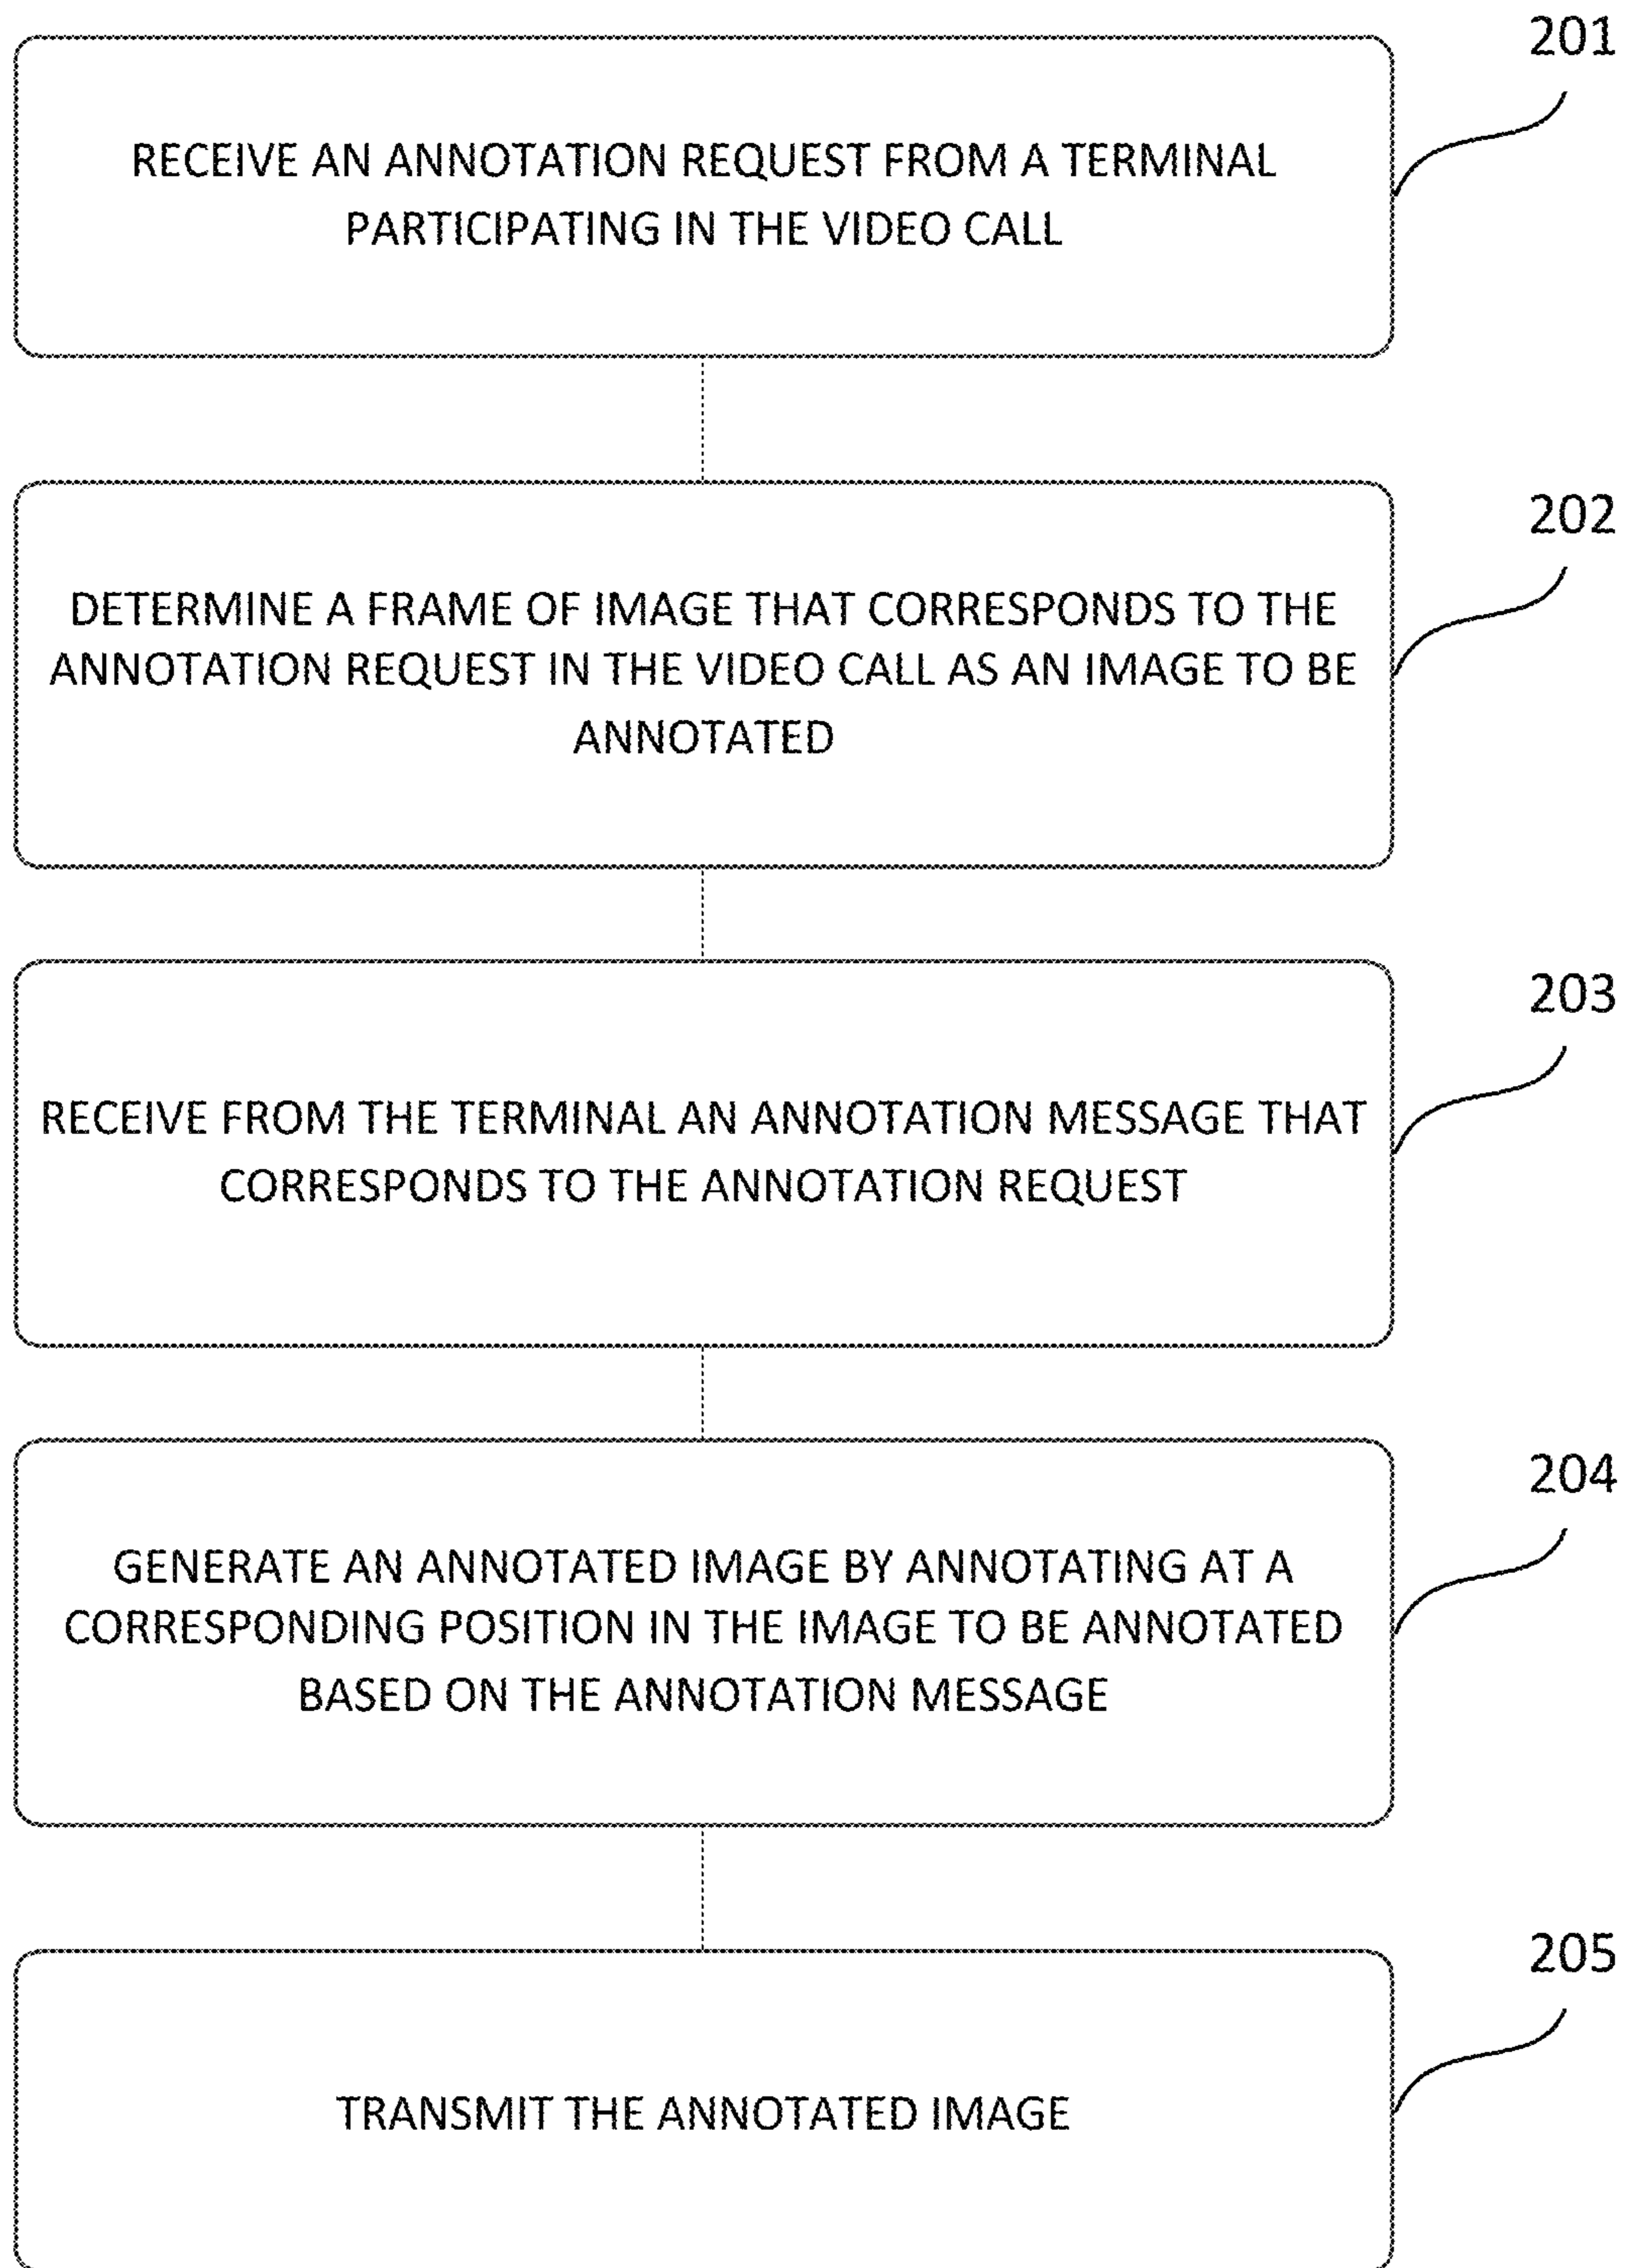 201
RECEIVE AN ANNOTATION REQUEST FROM A TERMINAL
PARTICIPATING IN THE VIDEO CALL
202
DETERMINE A FRAME OF IMAGE THAT CORRESPONDS TO THE
ANNOTATION REQUEST IN THE VIDEO CALL AS AN IMAGE TO BE
ANNOTATED
203
RECEIVE FROM THE TERMINAL AN ANNOTATION MESSAGE THAT
CORRESPONDS TO THE ANNOTATION REQUEST
204
GENERATE AN ANNOTATED IMAGE BY ANNOTATING AT A
CORRESPONDING POSITION IN THE IMAGE TO BE ANNOTATED
BASED ON THE ANNOTATION MESSAGE
205
TRANSMIT THE ANNOTATED IMAGE